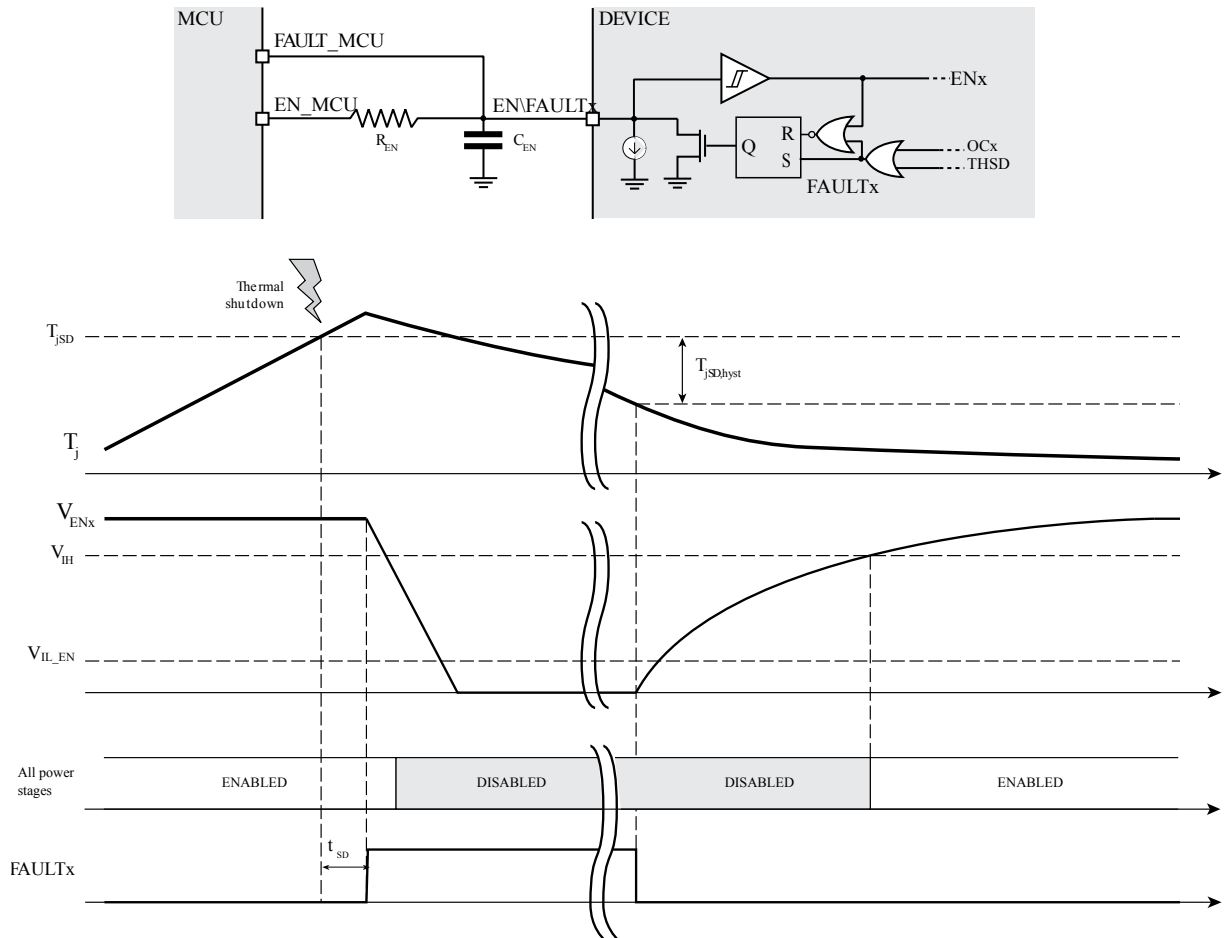 MCU
DEVICE
FAULT_MCU
EN_MCU
EN\FAULTx
R_EN
C_EN
ENx
R
Q
S
OCx
THSD
FAULTx
Thermal
shutdown
T_jSD
T_jSD,hyst
T_j
V_ENx
V_IH
V_IL_EN
All power
stages
ENABLED
DISABLED
DISABLED
ENABLED
t_SD
FAULTx